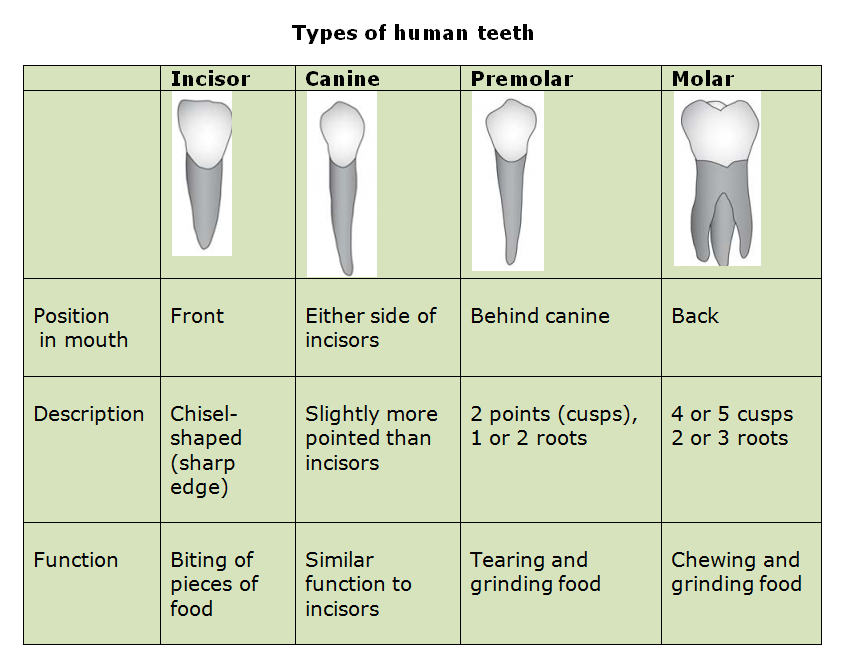 Types of human teeth
Incisor Canine Premolar Molar
Position
in mouth
Front
Either side of
incisors
Behind canine
Back
Description
Chisel-
shaped
(sharp
edge)
Slightly more
pointed than
incisors
2 points (cusps),
1 or 2 roots
4 or 5 cusps
2 or 3 roots
Function
Biting of
pieces of
food
Similar
function to
incisors
Tearing and
grinding food
Chewing and
grinding food